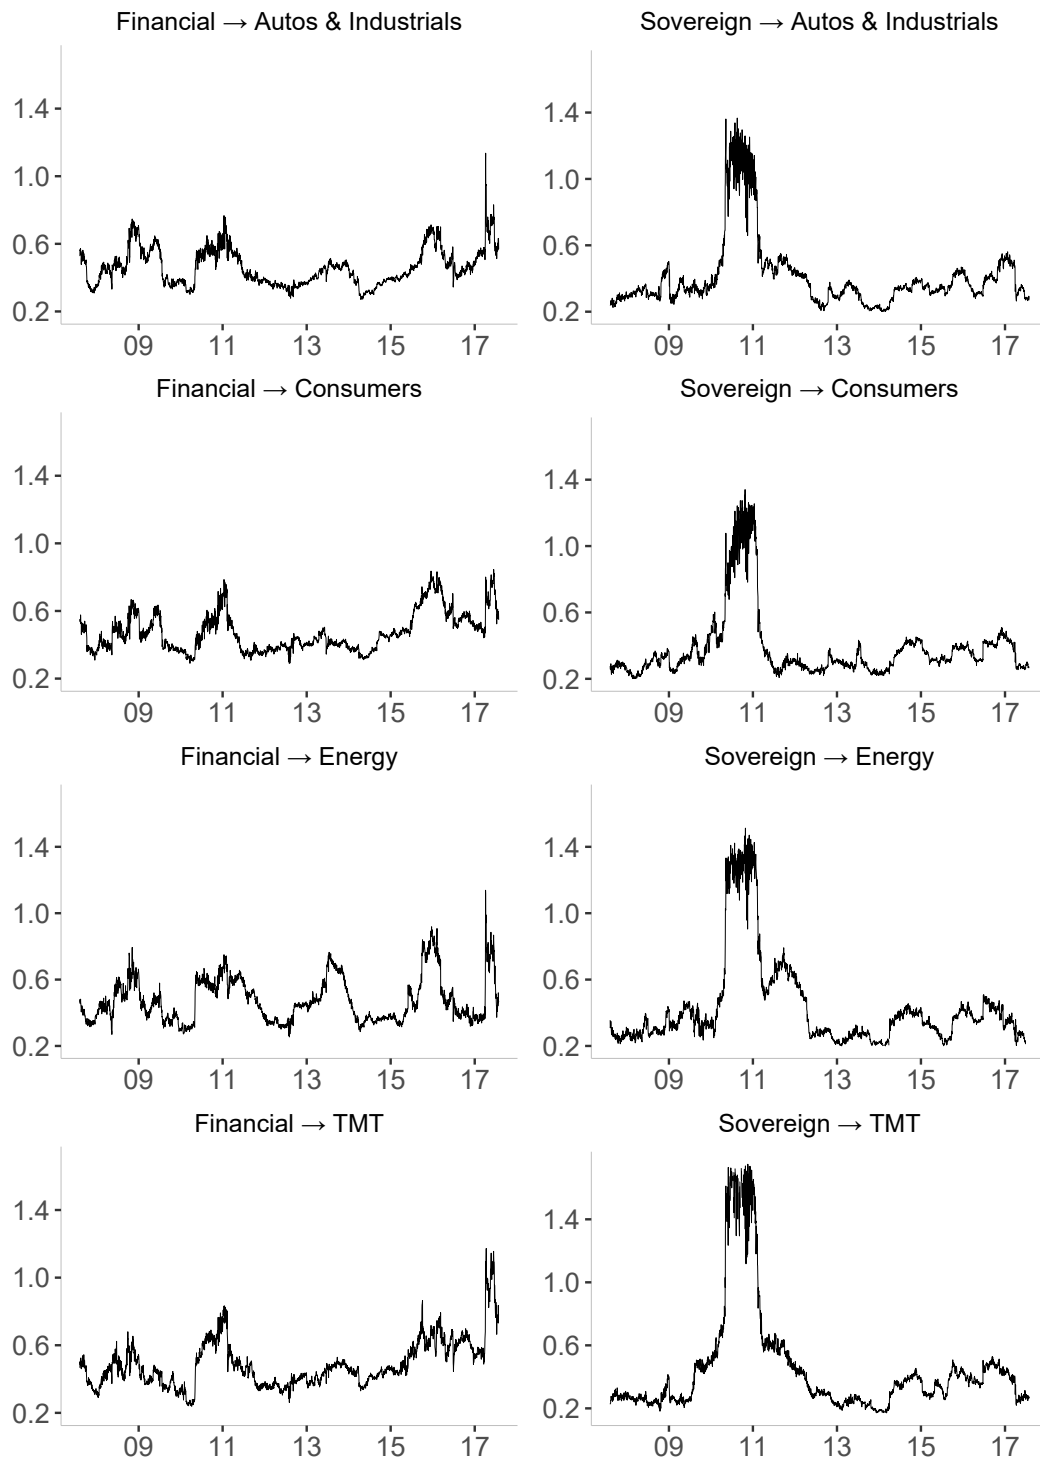 Financial → Autos & Industrials
1.4
1.0
0.6
0.2
09 11 13 15 17
Sovereign → Autos & Industrials
1.4
1.0
0.6
0.2
09 11 13 15 17
Financial → Consumers
1.4
1.0
0.6
0.2
09 11 13 15 17
Sovereign → Consumers
1.4
1.0
0.6
0.2
09 11 13 15 17
Financial → Energy
1.4
1.0
0.6
0.2
09 11 13 15 17
Sovereign → Energy
1.4
1.0
0.6
0.2
09 11 13 15 17
Financial → TMT
1.4
1.0
0.6
0.2
09 11 13 15 17
Sovereign → TMT
1.4
1.0
0.6
0.2
09 11 13 15 17